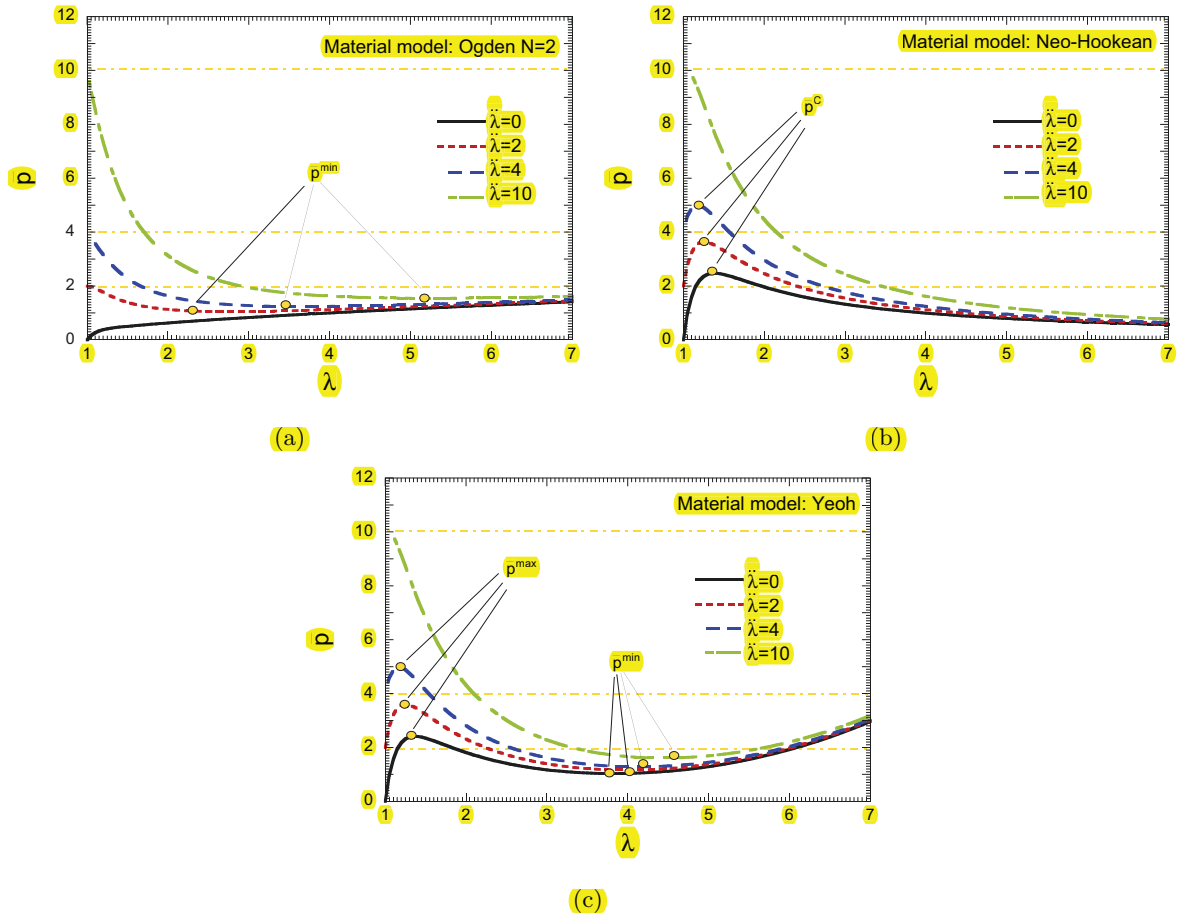 12
10
8
6
4
2
0
p̄
Material model: Ogden N=2
λ̈=0
λ̈=2
λ̈=4
λ̈=10
p̄ᵐⁱⁿ
1 2 3 4 5 6 7
λ
(a)
12
10
8
6
4
2
0
p̄
Material model: Neo-Hookean
p̄ᶜ
λ̈=0
λ̈=2
λ̈=4
λ̈=10
1 2 3 4 5 6 7
λ
(b)
12
10
8
6
4
2
0
p̄
Material model: Yeoh
p̄ᵐᵃˣ
λ̈=0
λ̈=2
λ̈=4
λ̈=10
p̄ᵐⁱⁿ
1 2 3 4 5 6 7
λ
(c)